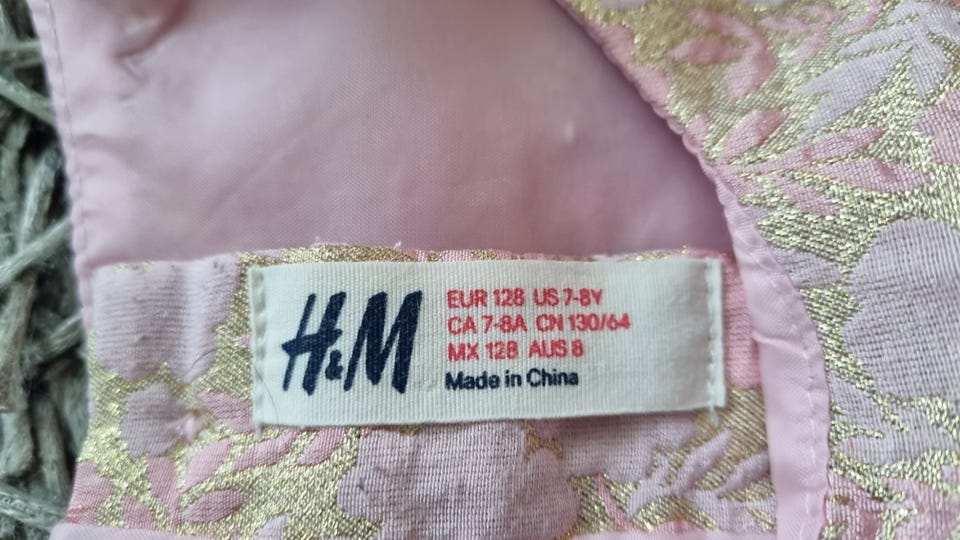 H&M
EUR 128 US 7-8Y
CA 7-8A CN 130/64
MX 128 AUS 8
Made in China